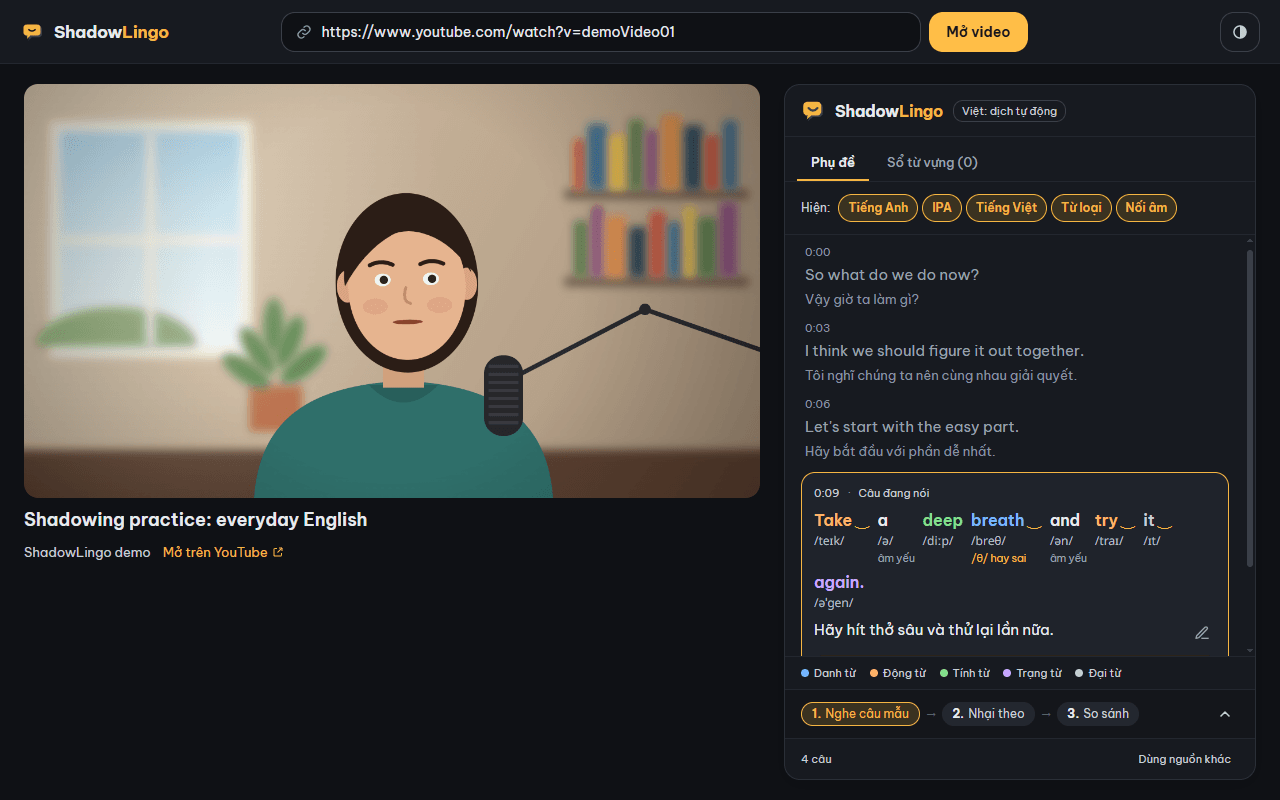 ShadowLingo
https://www.youtube.com/watch?v=demoVideo01
Mở video
Shadowing practice: everyday English
ShadowLingo demo Mở trên YouTube
ShadowLingo Việt: dịch tự động
Phụ đề Sổ từ vựng (0)
Hiện: Tiếng Anh IPA Tiếng Việt Từ loại Nối âm
0:00
So what do we do now?
Vậy giờ ta làm gì?
0:03
I think we should figure it out together.
Tôi nghĩ chúng ta nên cùng nhau giải quyết.
0:06
Let's start with the easy part.
Hãy bắt đầu với phần dễ nhất.
0:09 · Câu đang nói
Take a deep breath and try it
/teɪk/ /ə/ /diːp/ /breθ/ /ən/ /traɪ/ /ɪt/
âm yếu /θ/ hay sai âm yếu
again.
/əˈɡen/
Hãy hít thở sâu và thử lại lần nữa.
Danh từ Động từ Tính từ Trạng từ Đại từ
1. Nghe câu mẫu → 2. Nhại theo → 3. So sánh
4 câu Dùng nguồn khác